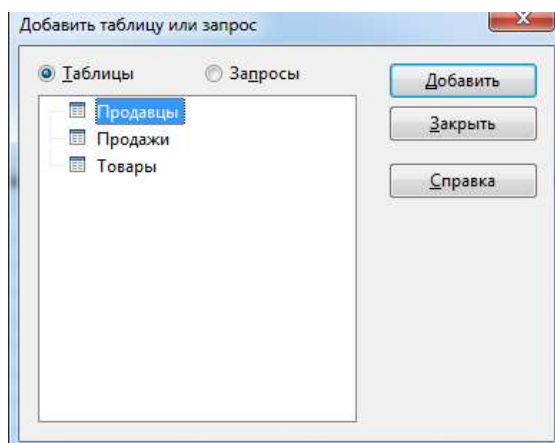 Добавить таблицу или запрос
Таблицы Запросы
Добавить
Продавцы
Закрыть
Продажи
Товары
Справка